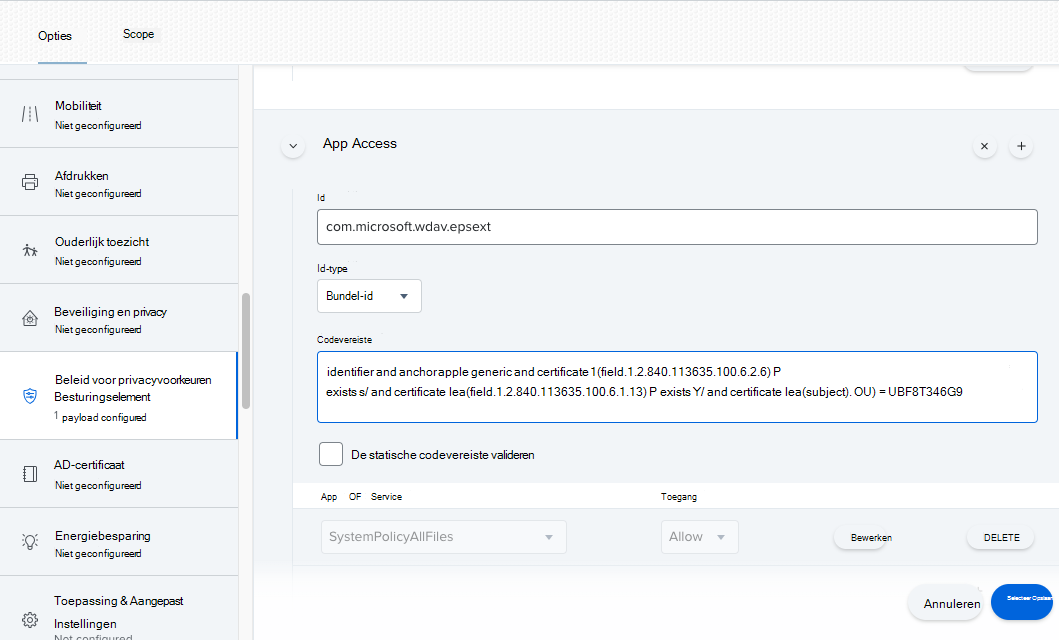 Opties
Scope
Mobiliteit
Niet geconfigureerd
Afdrukken
Niet geconfigureerd
Ouderlijk toezicht
Niet geconfigureerd
Beveiliging en privacy
Niet geconfigureerd
Beleid voor privacyvoorkeuren
Besturingselement
1 payload configured
AD-certificaat
Niet geconfigureerd
Energiebesparing
Niet geconfigureerd
Toepassing & Aangepast
Instellingen
Not configured
App Access
Id
com.microsoft.wdav.epsext
Id-type
Bundel-id
Codevereiste
identifier and anchor apple generic and certificate 1(field.1.2.840.113635.100.6.2.6) P
exists s/ and certificate lea(field.1.2.840.113635.100.6.1.13) P exists Y/ and certificate lea(subject). OU) = UBF8T346G9
De statische codevereiste valideren
App OF Service Toegang
SystemPolicyAllFiles Allow Bewerken DELETE
Annuleren Selecteer Opslaan